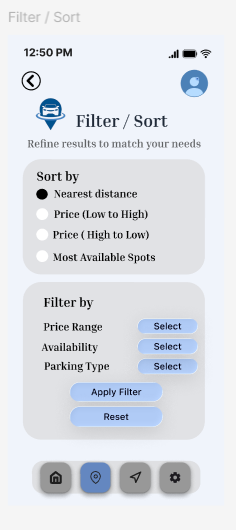 Filter / Sort
12:50 PM
Filter / Sort
Refine results to match your needs
Sort by
Nearest distance
Price (Low to High)
Price ( High to Low)
Most Available Spots
Filter by
Price Range Select
Availability Select
Parking Type Select
Apply Filter
Reset